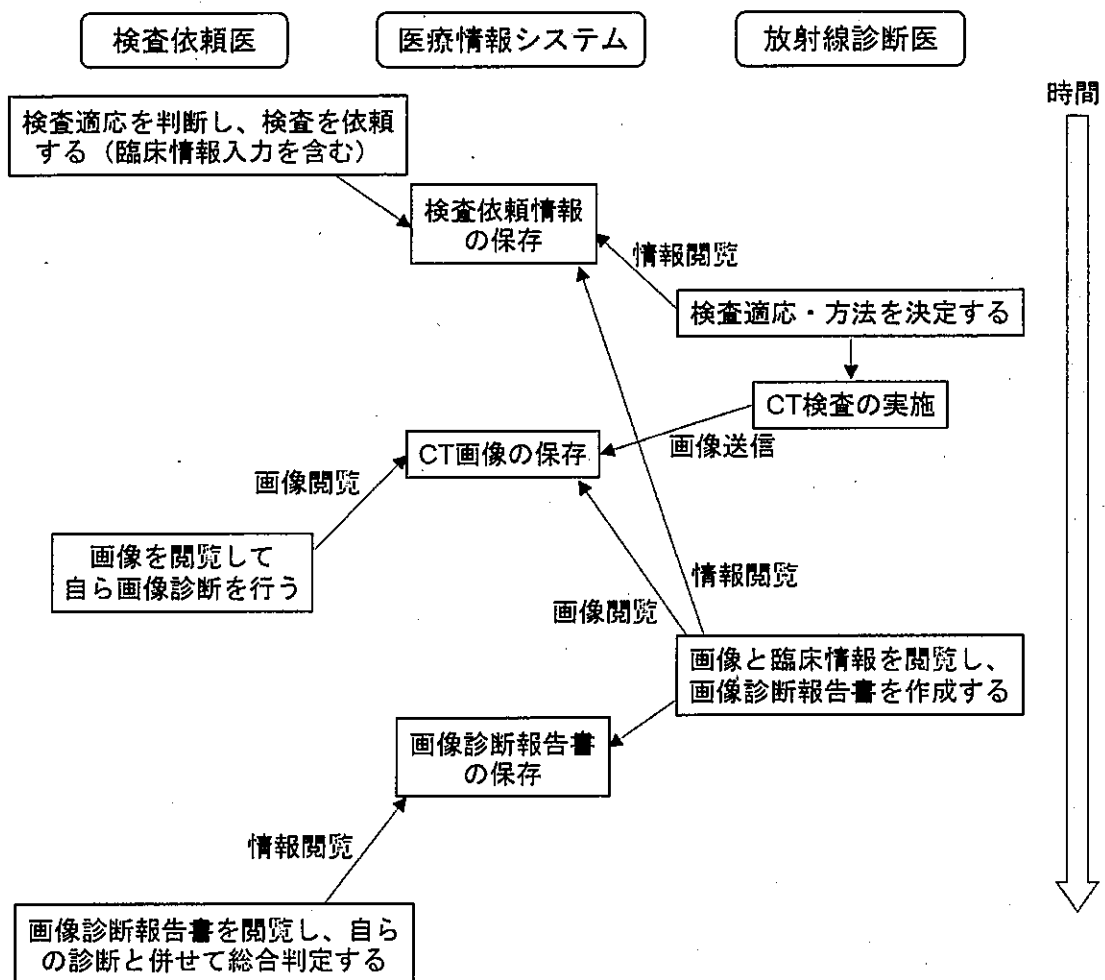 検査依頼医
医療情報システム
放射線診断医
時間
検査適応を判断し、検査を依頼
する（臨床情報入力を含む）
検査依頼情報
の保存
情報閲覧
検査適応・方法を決定する
CT検査の実施
画像送信
CT画像の保存
画像閲覧
画像を閲覧して
自ら画像診断を行う
情報閲覧
画像閲覧
画像と臨床情報を閲覧し、
画像診断報告書を作成する
画像診断報告書
の保存
情報閲覧
画像診断報告書を閲覧し、自ら
の診断と併せて総合判定する